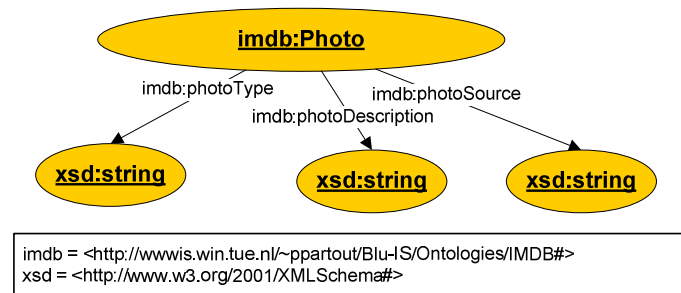 imdb:Photo
imdb:photoType
imdb:photoSource
imdb:photoDescription
xsd:string
xsd:string
xsd:string
imdb = <http://wwwis.win.tue.nl/~ppartout/Blu-IS/Ontologies/IMDB#>
xsd = <http://www.w3.org/2001/XMLSchema#>